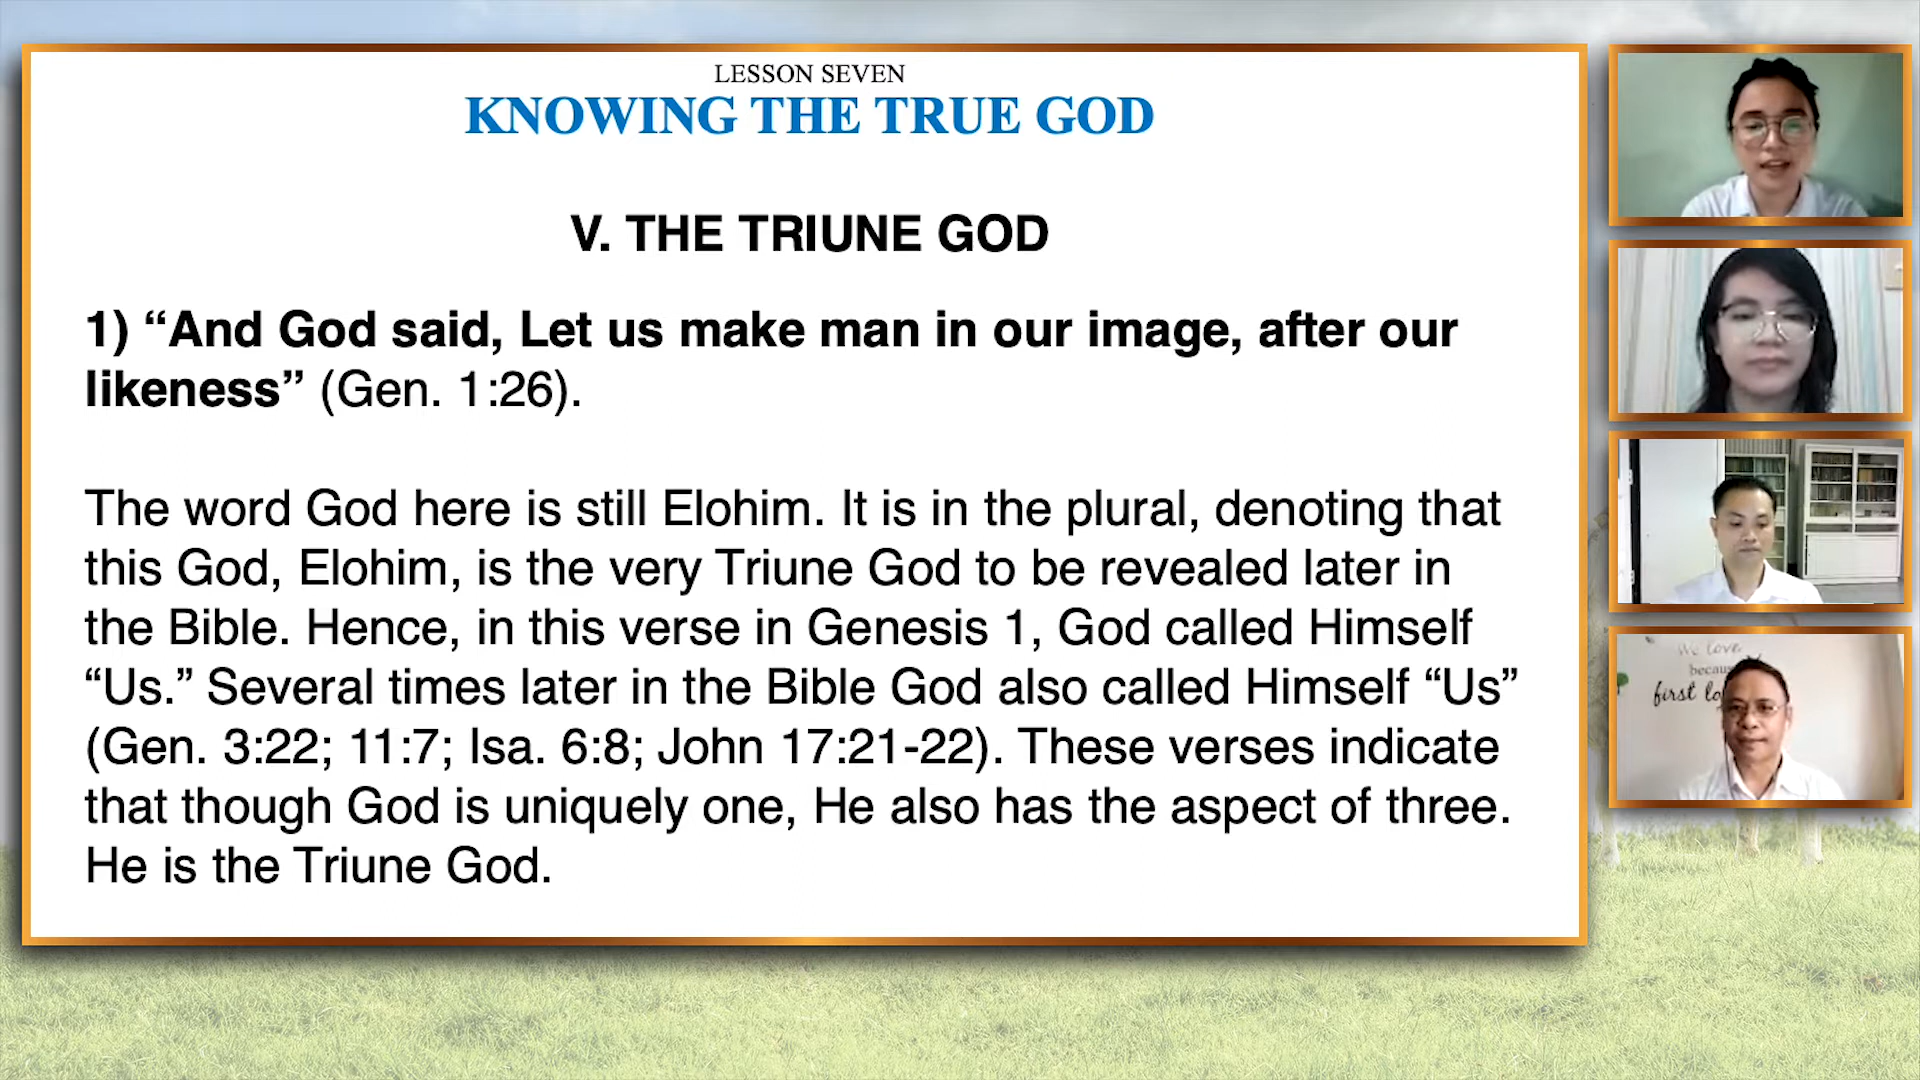 LESSON SEVEN
KNOWING THE TRUE GOD
V. THE TRIUNE GOD
1) “And God said, Let us make man in our image, after our
likeness” (Gen. 1:26).
The word God here is still Elohim. It is in the plural, denoting that
this God, Elohim, is the very Triune God to be revealed later in
the Bible. Hence, in this verse in Genesis 1, God called Himself
“Us.” Several times later in the Bible God also called Himself “Us”
(Gen. 3:22; 11:7; Isa. 6:8; John 17:21-22). These verses indicate
that though God is uniquely one, He also has the aspect of three.
He is the Triune God.
We love
first